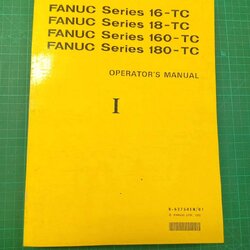 FANUC Series 16-TC
FANUC Series 18-TC
FANUC Series 160-TC
FANUC Series 180-TC
OPERATOR'S MANUAL
I